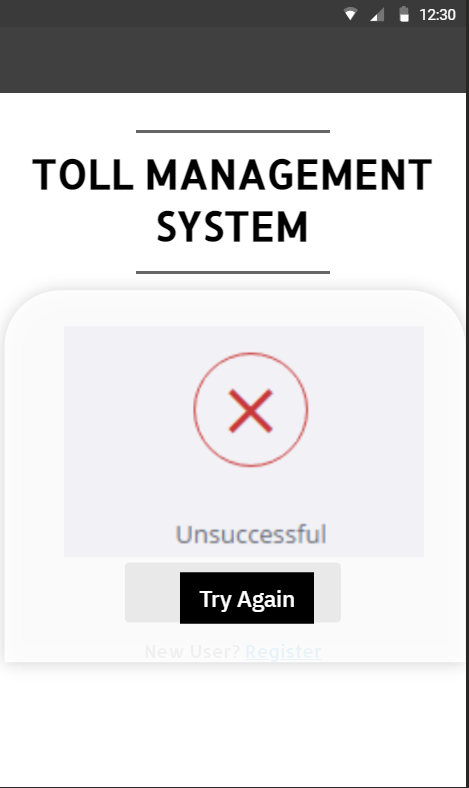 12:30
TOLL MANAGEMENT
SYSTEM
Unsuccessful
Try Again
New User? Register